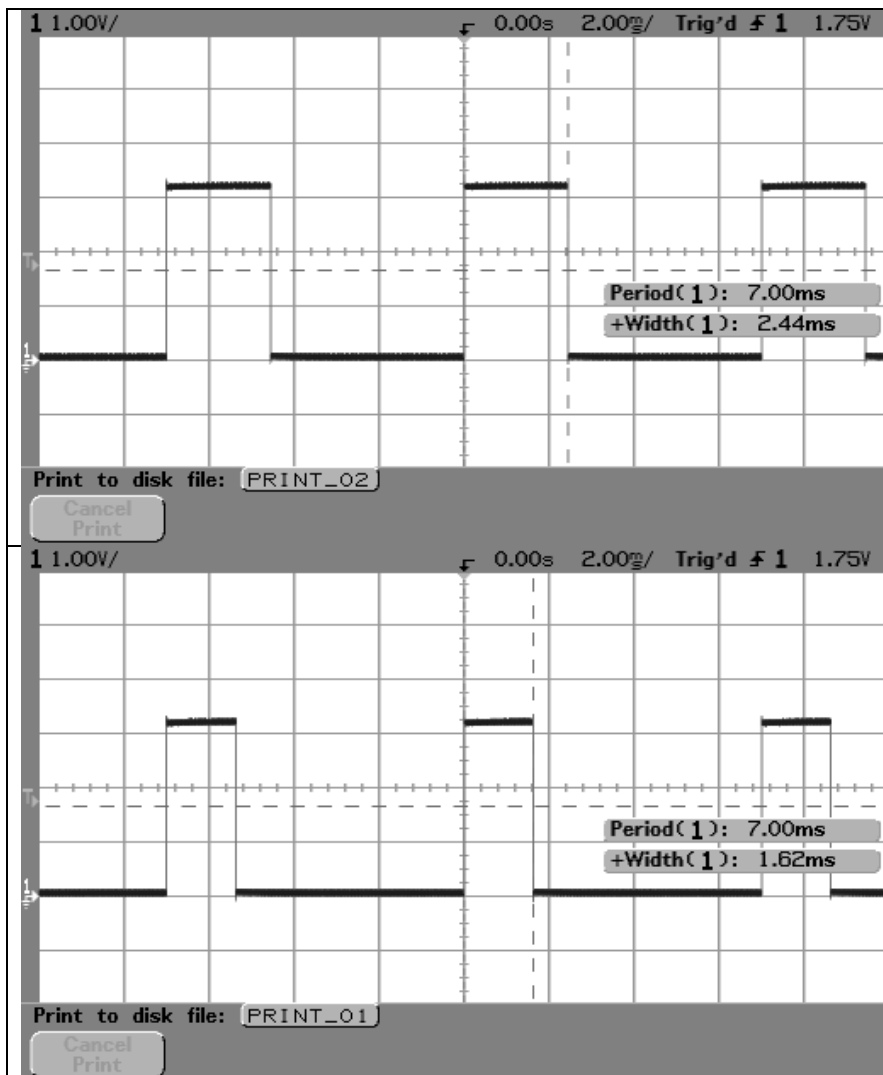 1 1.00V/ 0.00s 2.00ms/ Trig'd 1 1.75V
T
1
Period(1): 7.00ms
+Width(1): 2.44ms
Print to disk file: PRINT_02
Cancel
Print
1 1.00V/ 0.00s 2.00ms/ Trig'd 1 1.75V
T
1
Period(1): 7.00ms
+Width(1): 1.62ms
Print to disk file: PRINT_01
Cancel
Print